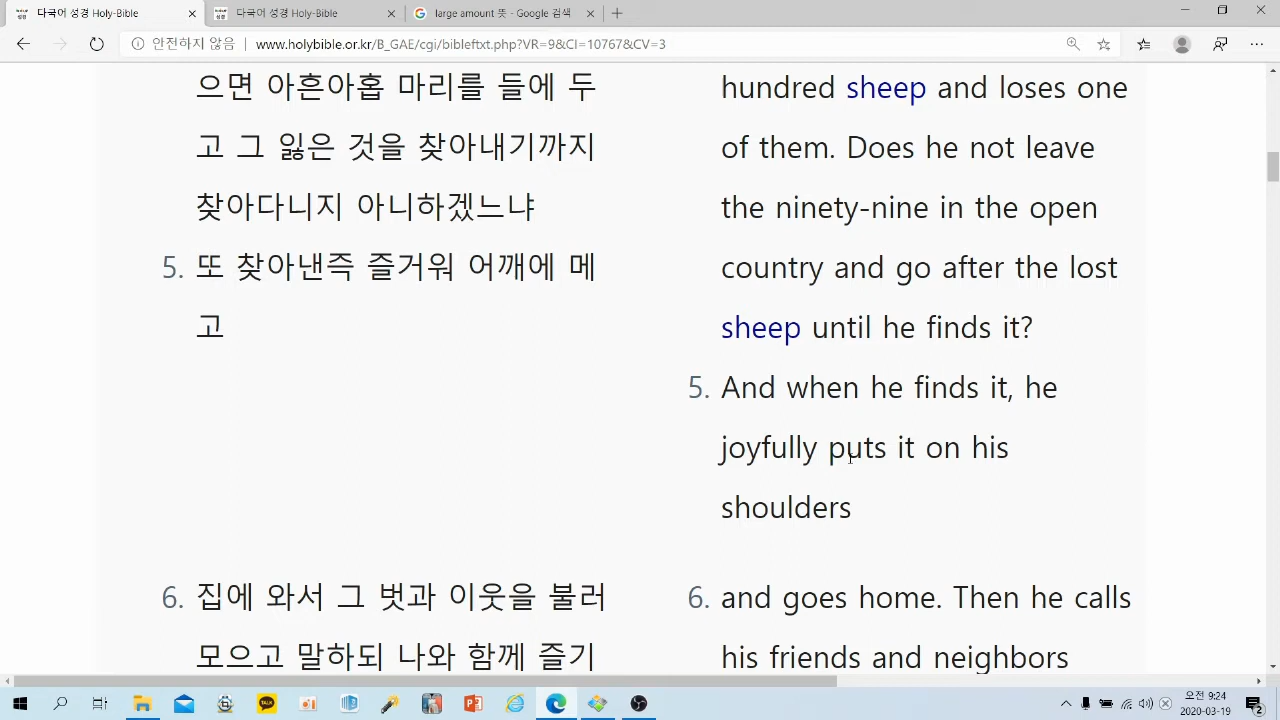 다국어 성경 Holy-Bible
다국어 성경 Holy-Bible
large amount 뜻 - Google 검색
안전하지 않음
www.holybible.or.kr/B_GAE/cgi/bibleftxt.php?VR=9&CI=10767&CV=3
으면 아흔아홉 마리를 들에 두
고 그 잃은 것을 찾아내기까지
찾아다니지 아니하겠느냐
5. 또 찾아낸즉 즐거워 어깨에 메
고
6. 집에 와서 그 벗과 이웃을 불러
모으고 말하되 나와 함께 즐기
hundred sheep and loses one
of them. Does he not leave
the ninety-nine in the open
country and go after the lost
sheep until he finds it?
5. And when he finds it, he
joyfully puts it on his
shoulders
6. and goes home. Then he calls
his friends and neighbors
TALK
오전 9:24
2020-03-19
2